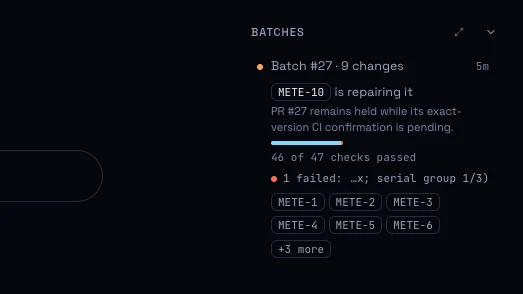 BATCHES
Batch #27 · 9 changes 5m
METE-10 is repairing it
PR #27 remains held while its exact-
version CI confirmation is pending.
46 of 47 checks passed
1 failed: …x; serial group 1/3)
METE-1 METE-2 METE-3
METE-4 METE-5 METE-6
+3 more